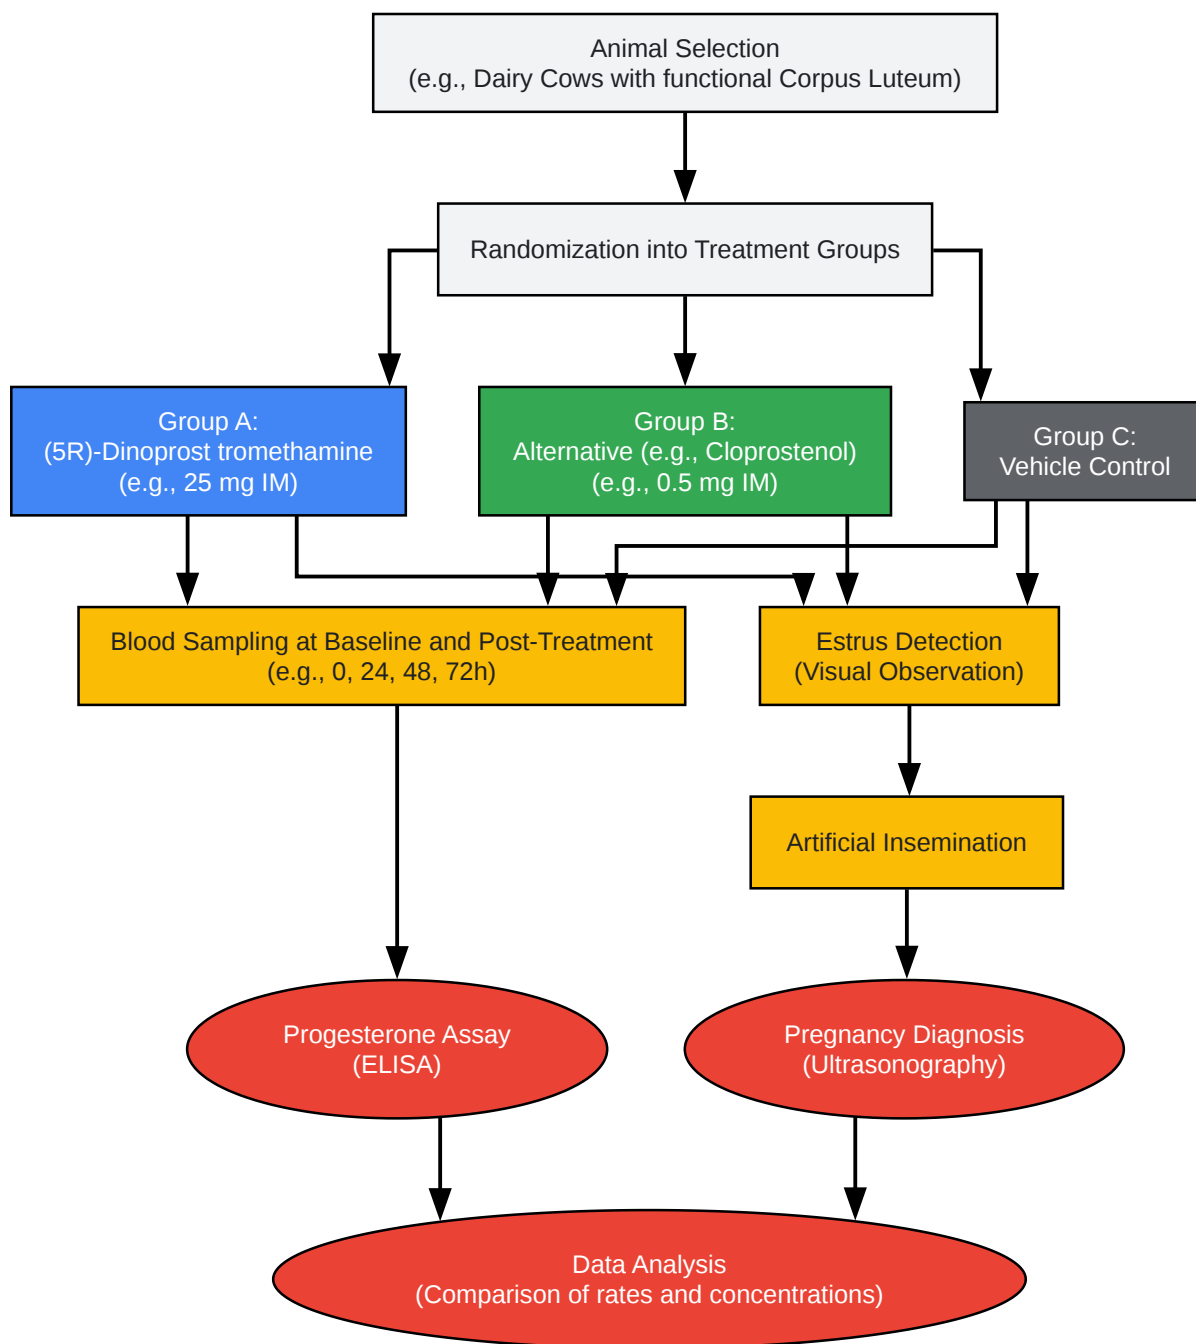 Animal Selection
(e.g., Dairy Cows with functional Corpus Luteum)
Randomization into Treatment Groups
Group A:
(5R)-Dinoprost tromethamine
(e.g., 25 mg IM)
Group B:
Alternative (e.g., Cloprostenol)
(e.g., 0.5 mg IM)
Group C:
Vehicle Control
Blood Sampling at Baseline and Post-Treatment
(e.g., 0, 24, 48, 72h)
Estrus Detection
(Visual Observation)
Artificial Insemination
Progesterone Assay
(ELISA)
Pregnancy Diagnosis
(Ultrasonography)
Data Analysis
(Comparison of rates and concentrations)